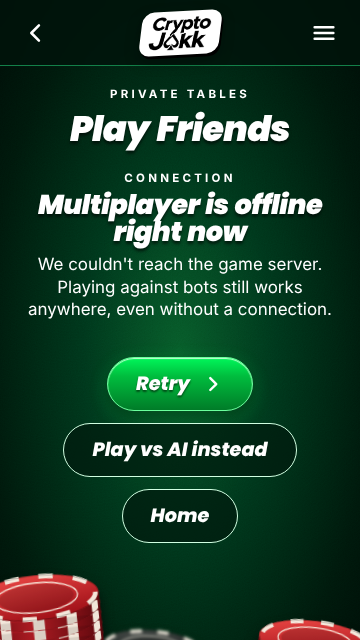 Crypto
Jokk
PRIVATE TABLES
Play Friends
CONNECTION
Multiplayer is offline
right now
We couldn't reach the game server.
Playing against bots still works
anywhere, even without a connection.
Retry
Play vs AI instead
Home